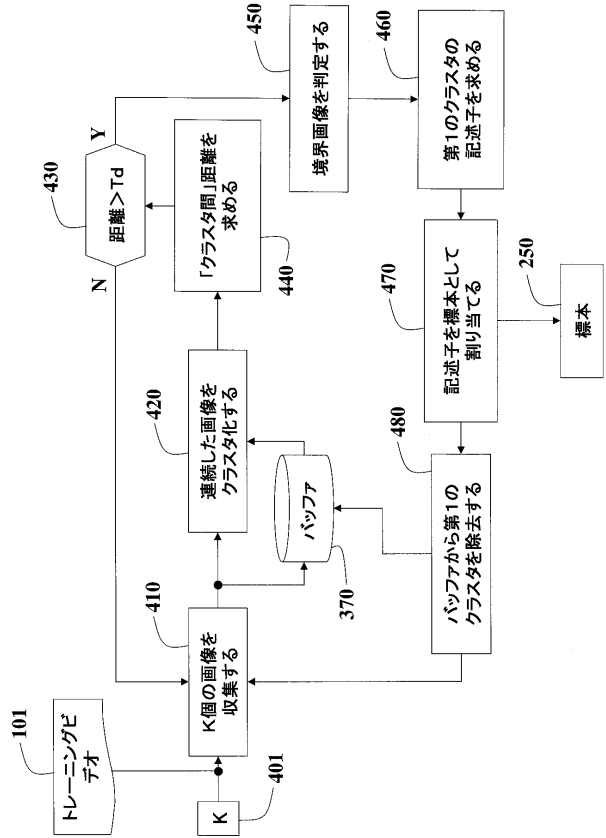 101
トレーニングビ
デオ
K
401
410
K個の画像を
収集する
420
連続した画像を
クラスタ化する
バッファ
370
430
距離＞Td
N
Y
440
「クラスタ間」距離を
求める
450
境界画像を判定する
460
第1のクラスタの
記述子を求める
470
記述子を標本として
割り当てる
250
標本
480
バッファから第1の
クラスタを除去する